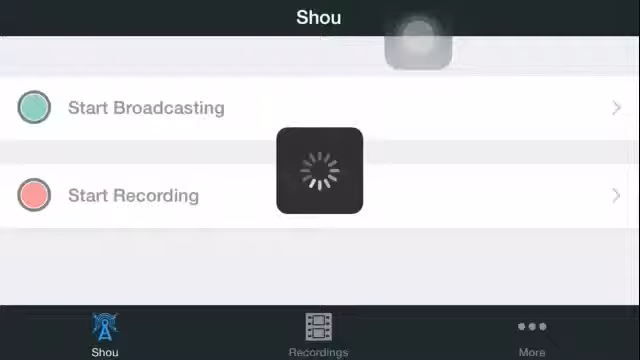 Shou
Start Broadcasting
Start Recording
Shou
Recordings
More